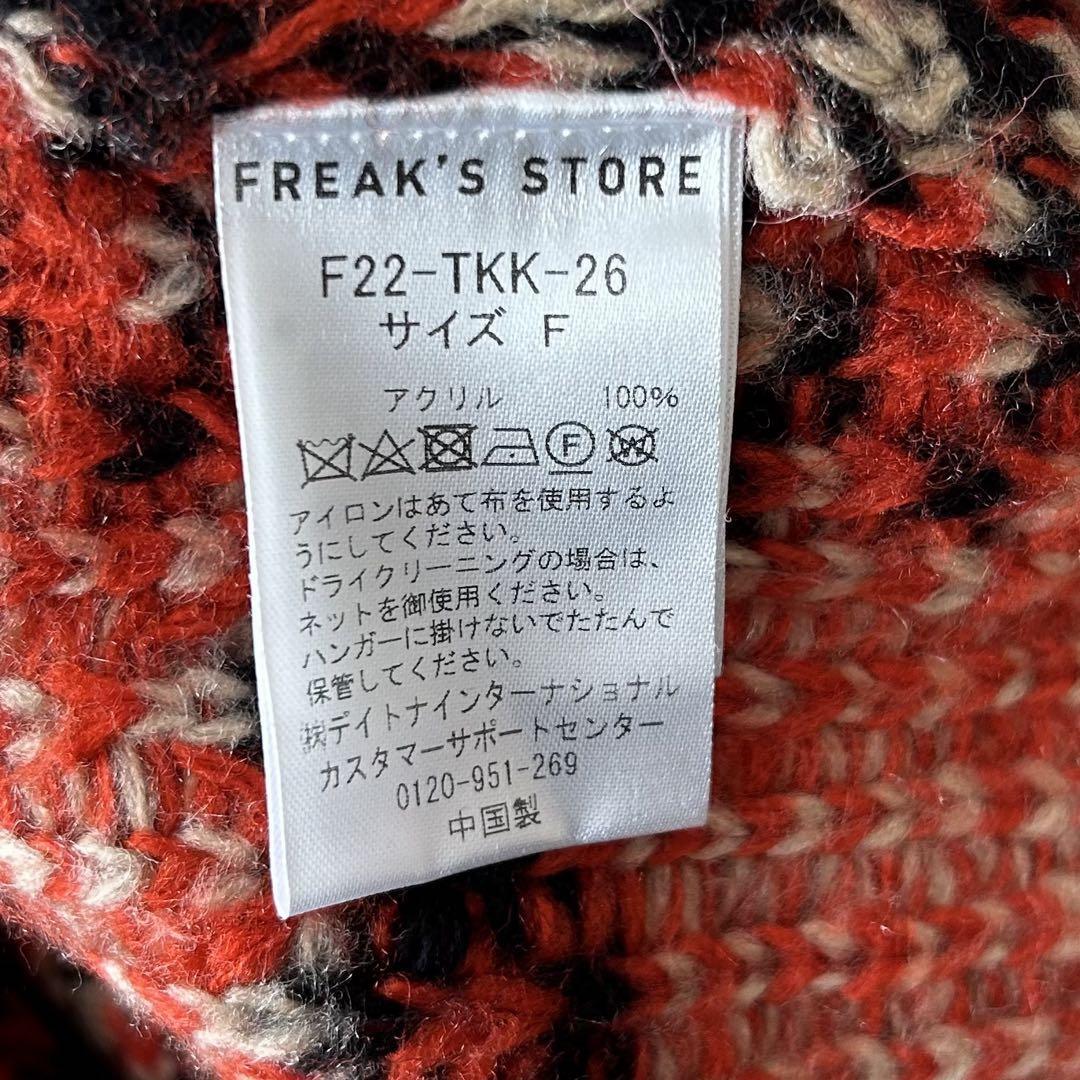 FREAK'S STORE
F22-TKK-26
サイズ F
アクリル 100%
F W
アイロンはあて布を使用するよ
うにしてください。
ドライクリーニングの場合は、
ネットを御使用ください。
ハンガーに掛けないでたたんで
保管してください。
㈱デイトナインターナショナル
カスタマーサポートセンター
0120-951-269
中国製